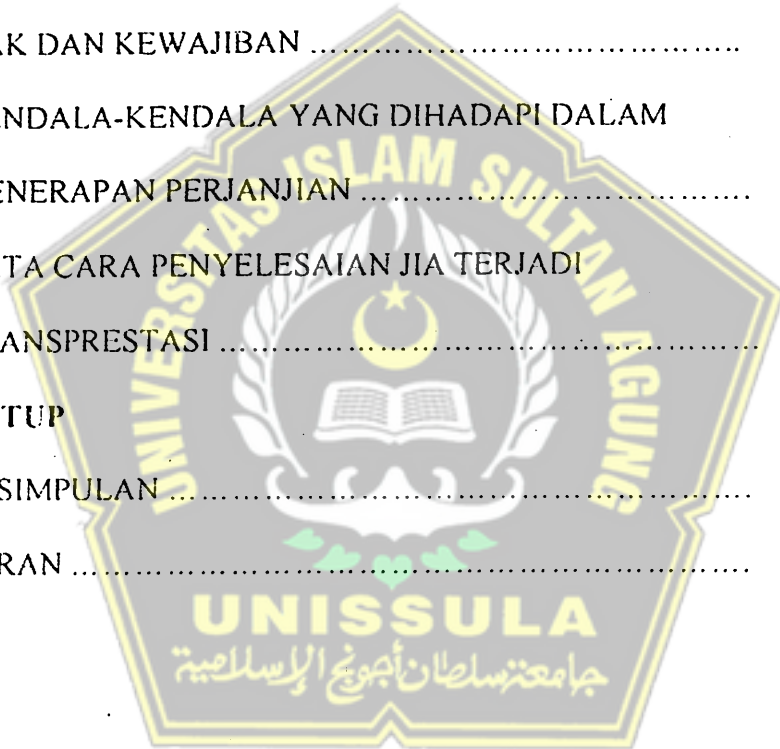 AK DAN KEWAJIBAN ........................................
ENDALA-KENDALA YANG DIHADAPI DALAM
ENERAPAN PERJANJIAN ....................................
TA CARA PENYELESAIAN JIA TERJADI
ANSPRESTASI ..................................................
TUP
SIMPULAN ......................................................
RAN ...............................................................
UNIVERSITAS ISLAM SULTAN AGUNG
UNISSULA
جامعة سلطان أجونج الإسلامية